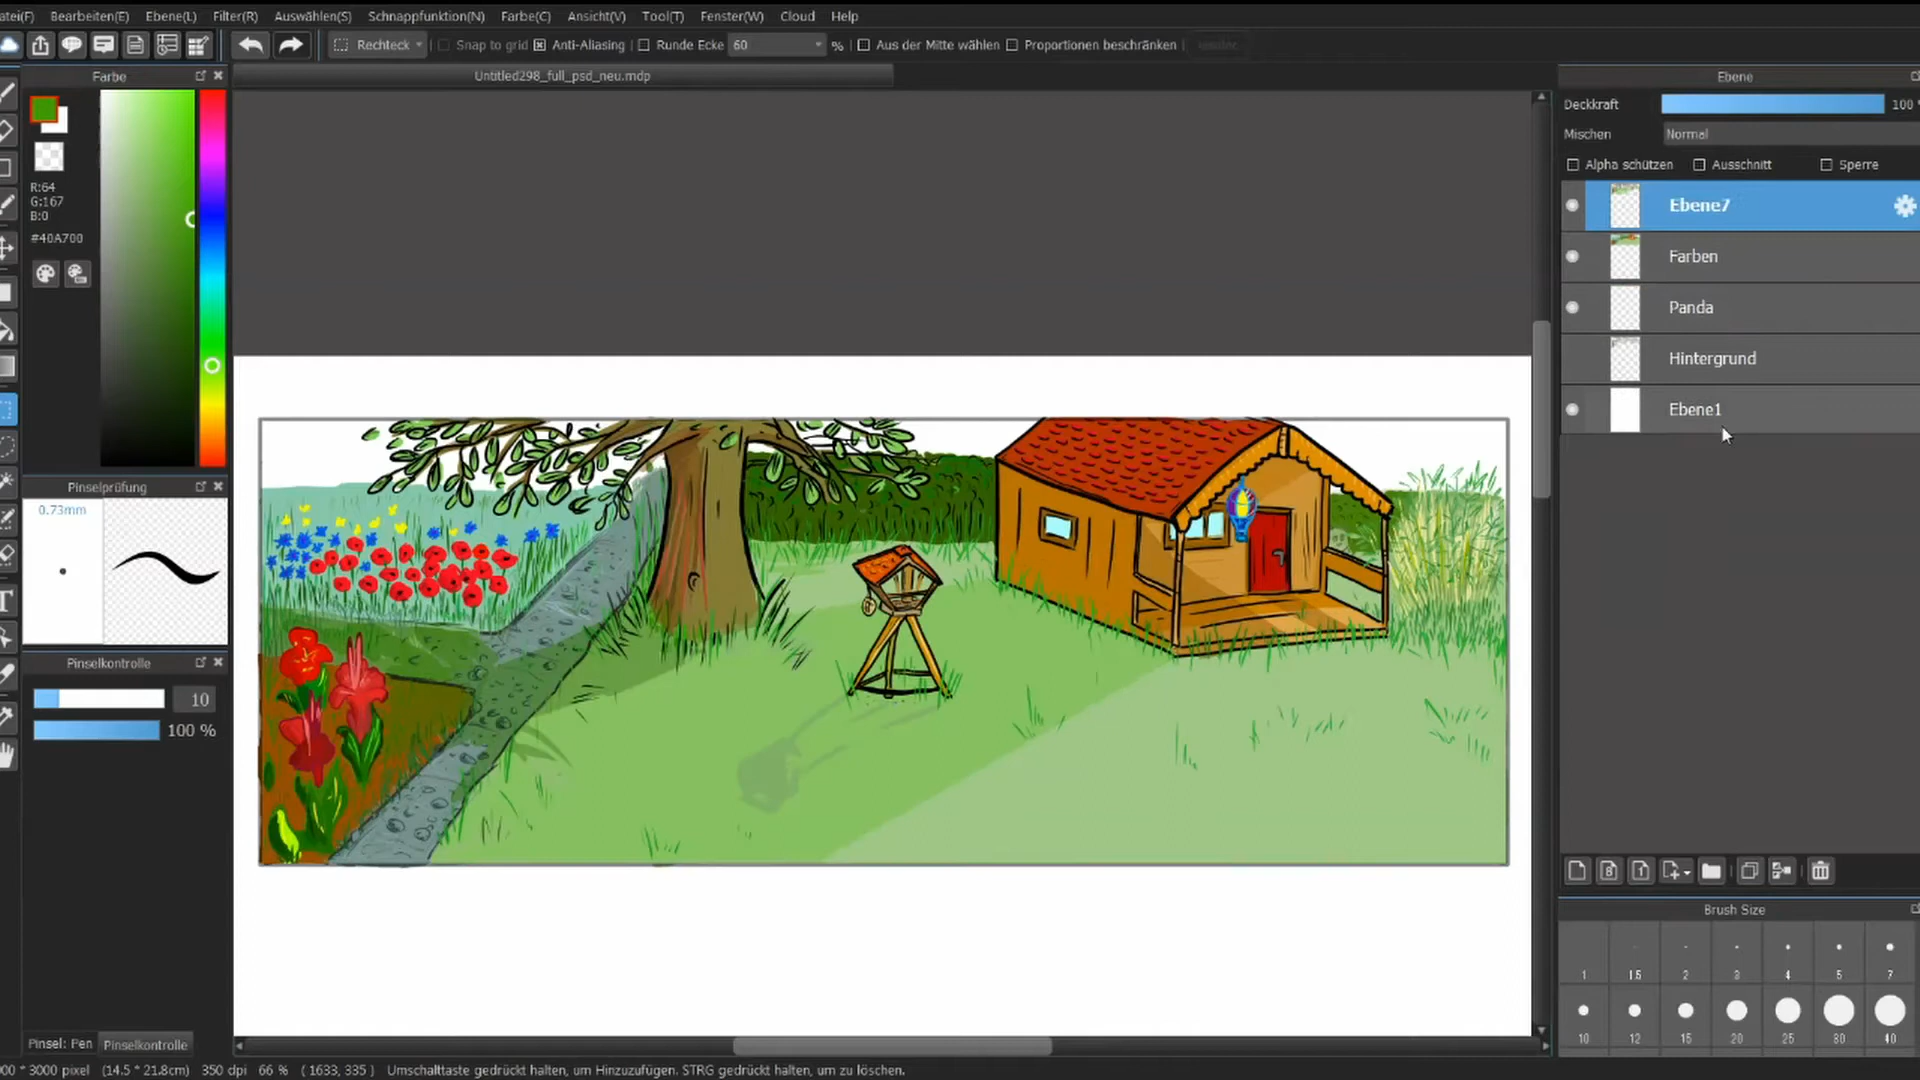 atei(F) Bearbeiten(E) Ebene(L) Filter(R) Auswählen(S) Schnappfunktion(N) Farbe(C) Ansicht(V) Tool(T) Fenster(W) Cloud Help
Rechteck Snap to grid Anti-Aliasing Runde Ecke 60 % Aus der Mitte wählen Proportionen beschränken
Farbe
Untitled298_full_psd_neu.mdp
Ebene
Deckkraft 100 %
Mischen Normal
Alpha schützen Ausschnitt Sperre
R:64
G:167
B:0
#40A700
Ebene7
Farben
Panda
Hintergrund
Ebene1
Pinselprüfung
0.73mm
Pinselkontrolle
10
100 %
Brush Size
1 1.5 2 3 4 5 7
10 12 15 20 25 30 40
Pinsel: Pen Pinselkontrolle
00 * 3000 pixel (14.5 * 21.8cm) 350 dpi 66 % ( 1633, 335 ) Umschalttaste gedrückt halten, um Hinzuzufügen. STRG gedrückt halten, um zu löschen.